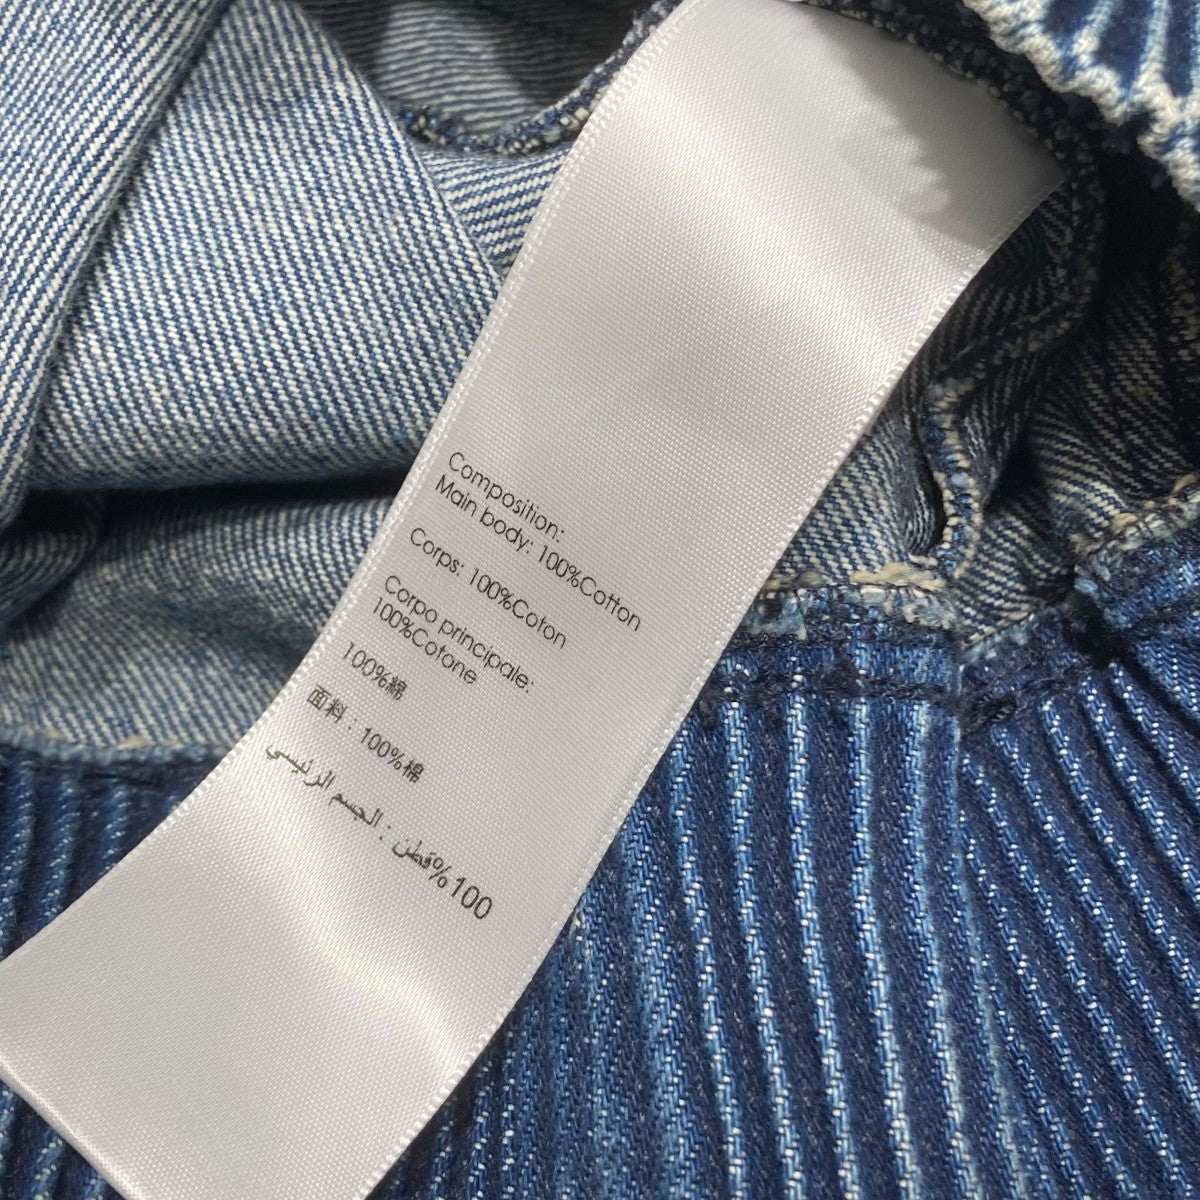 Composition:
Main body: 100%Cotton
Corps: 100%Coton
Corpo principale:
100%Cotone
100%綿
面料：100%棉
الجسم الرئيسي : قطن%100